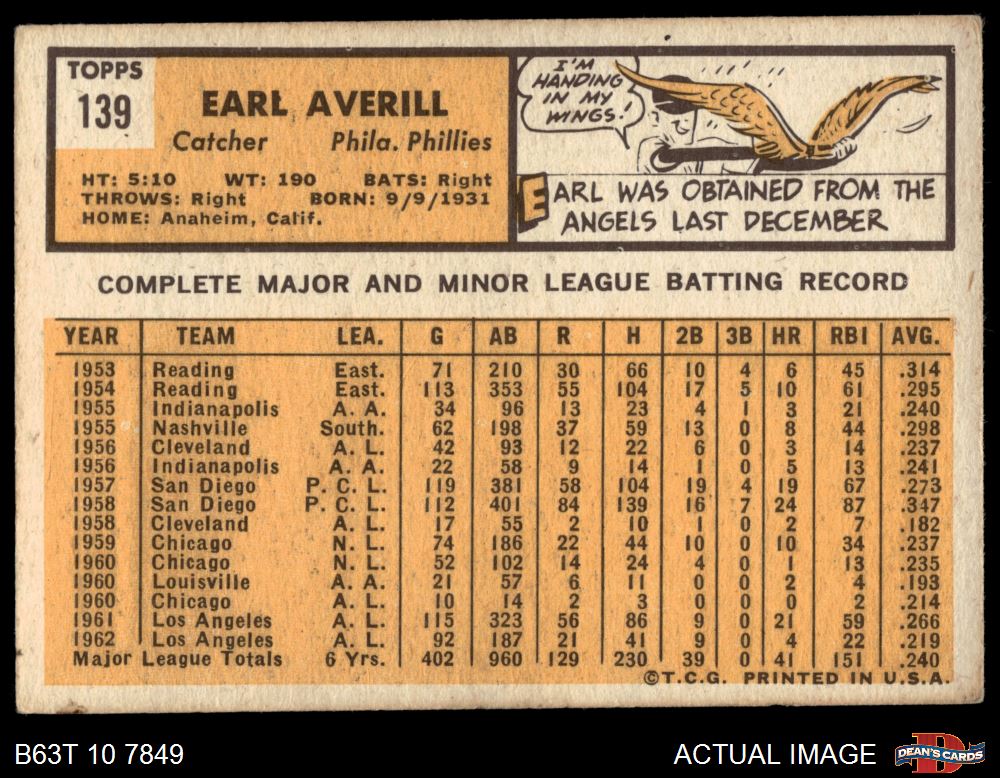 TOPPS
139
EARL AVERILL
Catcher Phila. Phillies
HT: 5:10 WT: 190 BATS: Right
THROWS: Right BORN: 9/9/1931
HOME: Anaheim, Calif.
I'M
HANDING
IN MY
WINGS!
EARL WAS OBTAINED FROM THE
ANGELS LAST DECEMBER
COMPLETE MAJOR AND MINOR LEAGUE BATTING RECORD
YEAR TEAM LEA. G AB R H 2B 3B HR RBI AVG.
1953 Reading East. 71 210 30 66 10 4 6 45 .314
1954 Reading East. 113 353 55 104 17 5 10 61 .295
1955 Indianapolis A. A. 34 96 13 23 4 1 3 21 .240
1955 Nashville South. 62 198 37 59 13 0 8 44 .298
1956 Cleveland A. L. 42 93 12 22 6 0 3 14 .237
1956 Indianapolis A. A. 22 58 9 14 1 0 5 13 .241
1957 San Diego P. C. L. 119 381 58 104 19 4 19 67 .273
1958 San Diego P. C. L. 112 401 84 139 16 7 24 87 .347
1958 Cleveland A. L. 17 55 2 10 1 0 2 7 .182
1959 Chicago N. L. 74 186 22 44 10 0 10 34 .237
1960 Chicago N. L. 52 102 14 24 4 0 1 13 .235
1960 Louisville A. A. 21 57 6 11 0 0 2 4 .193
1960 Chicago A. L. 10 14 2 3 0 0 0 2 .214
1961 Los Angeles A. L. 115 323 56 86 9 0 21 59 .266
1962 Los Angeles A. L. 92 187 21 41 9 0 4 22 .219
Major League Totals 6 Yrs. 402 960 129 230 39 0 41 151 .240
©T.C.G. PRINTED IN U.S.A.
B63T 10 7849 ACTUAL IMAGE DEAN'S CARDS